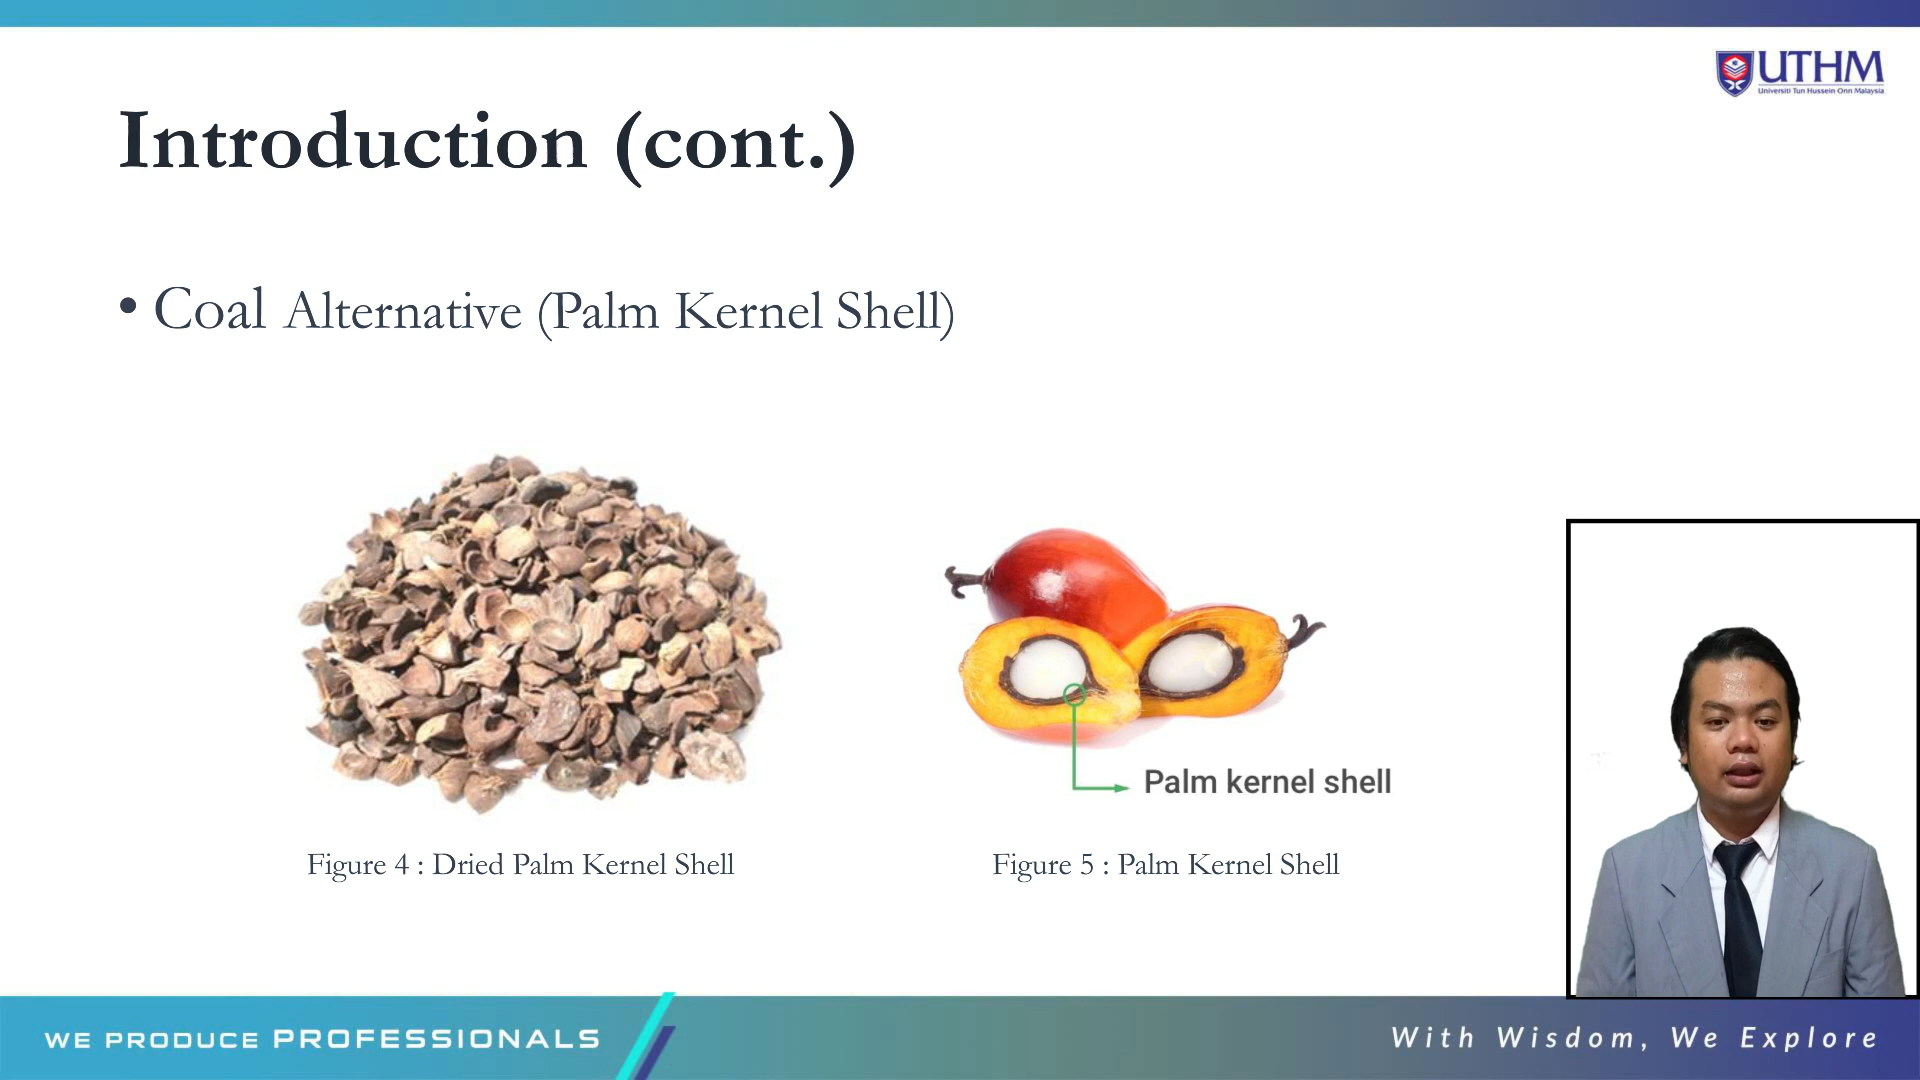 UTHM
Universiti Tun Hussein Onn Malaysia
Introduction (cont.)
• Coal Alternative (Palm Kernel Shell)
Palm kernel shell
Figure 4 : Dried Palm Kernel Shell
Figure 5 : Palm Kernel Shell
WE PRODUCE PROFESSIONALS
With Wisdom, We Explore